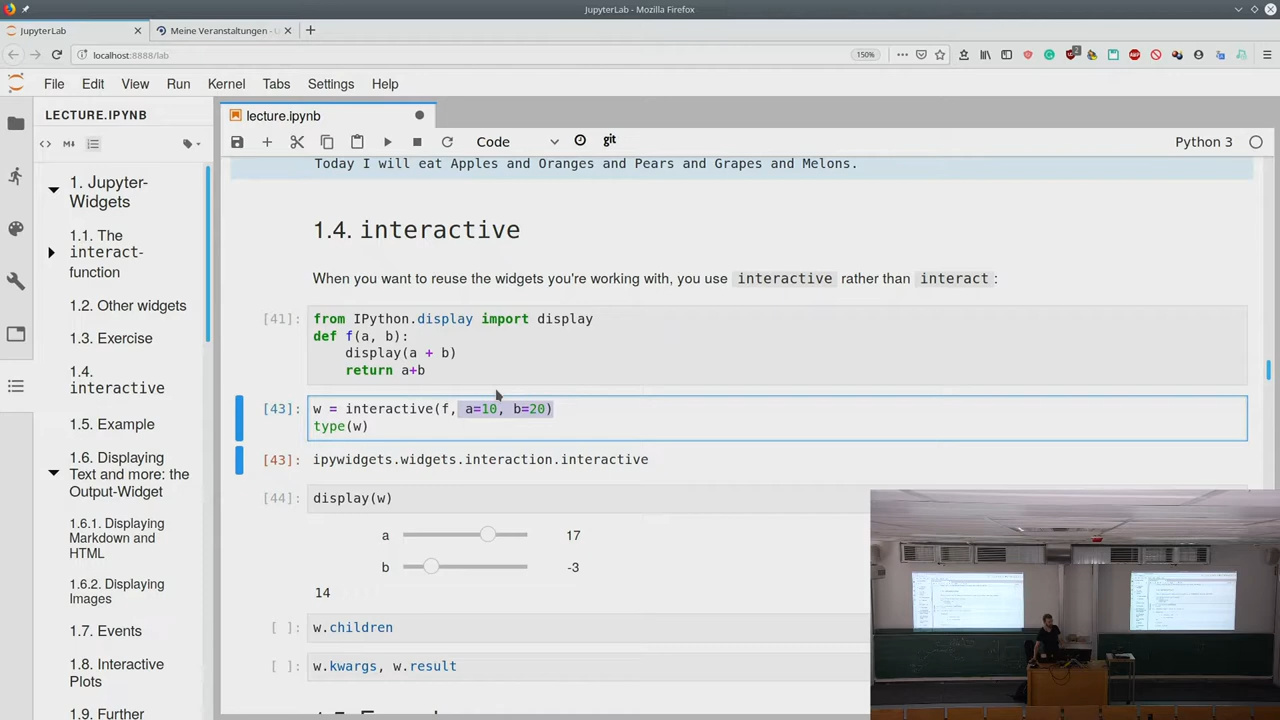 JupyterLab - Mozilla Firefox
JupyterLab
Meine Veranstaltungen - U
localhost:8888/lab
150%
2
ABP
File Edit View Run Kernel Tabs Settings Help
LECTURE.IPYNB
lecture.ipynb
M↓
Code
git
Python 3
1. Jupyter-
Widgets
1.1. The
interact-
function
1.2. Other widgets
1.3. Exercise
1.4.
interactive
1.5. Example
1.6. Displaying
Text and more: the
Output-Widget
1.6.1. Displaying
Markdown and
HTML
1.6.2. Displaying
Images
1.7. Events
1.8. Interactive
Plots
1.9. Further
Today I will eat Apples and Oranges and Pears and Grapes and Melons.
1.4. interactive
When you want to reuse the widgets you're working with, you use interactive rather than interact:
[41]: from IPython.display import display
def f(a, b):
display(a + b)
return a+b
[43]: w = interactive(f, a=10, b=20)
type(w)
[43]: ipywidgets.widgets.interaction.interactive
[44]: display(w)
a 17
b -3
14
[ ]: w.children
[ ]: w.kwargs, w.result